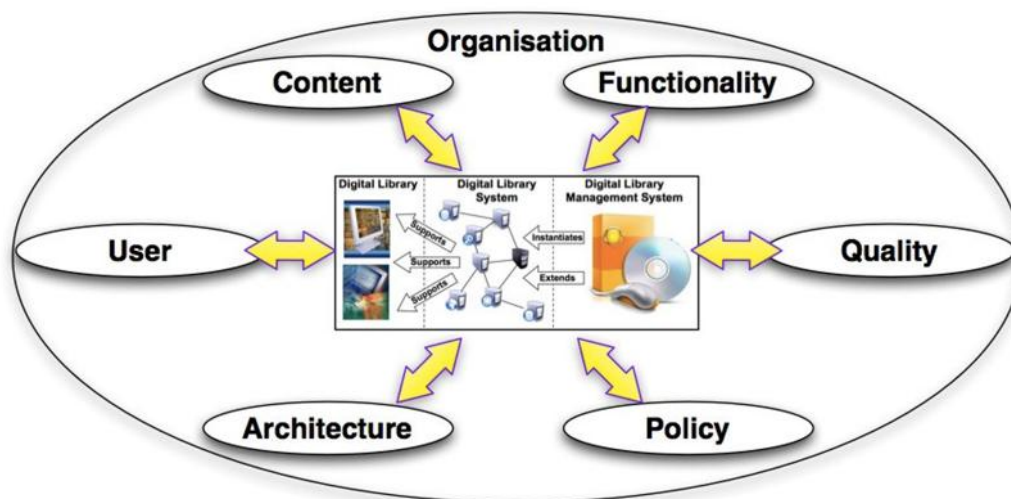 Organisation
Content
Functionality
Digital Library
Digital Library
System
Digital Library
Management System
Supports
Instantiates
User
Supports
Quality
Extends
Supports
Architecture
Policy